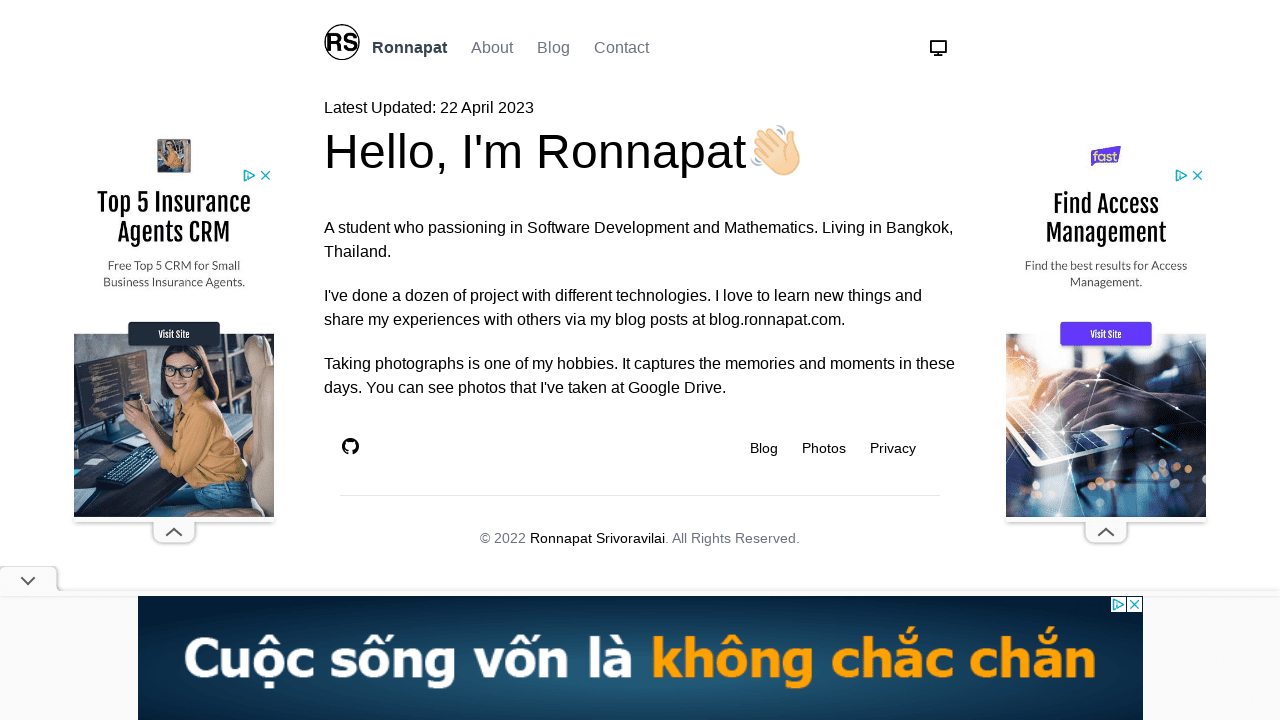 RS
Ronnapat About Blog Contact
Latest Updated: 22 April 2023
Hello, I'm Ronnapat
A student who passioning in Software Development and Mathematics. Living in Bangkok,
Thailand.
I've done a dozen of project with different technologies. I love to learn new things and
share my experiences with others via my blog posts at blog.ronnapat.com.
Taking photographs is one of my hobbies. It captures the memories and moments in these
days. You can see photos that I've taken at Google Drive.
Blog Photos Privacy
© 2022 Ronnapat Srivoravilai. All Rights Reserved.
Top 5 Insurance
Agents CRM
Free Top 5 CRM for Small
Business Insurance Agents.
Visit Site
fast
Find Access
Management
Find the best results for Access
Management.
Visit Site
Cuộc sống vốn là không chắc chắn